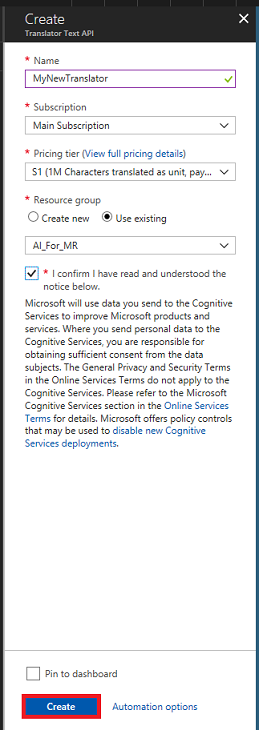 Create
Translator Text API
* Name
MyNewTranslator
* Subscription
Main Subscription
* Pricing tier (View full pricing details)
S1 (1M Characters translated as unit, pay...
* Resource group
Create new Use existing
AI_For_MR
* I confirm I have read and understood the
notice below.
Microsoft will use data you send to the Cognitive
Services to improve Microsoft products and
services. Where you send personal data to the
Cognitive Services, you are responsible for
obtaining sufficient consent from the data
subjects. The General Privacy and Security Terms
in the Online Services Terms do not apply to the
Cognitive Services. Please refer to the Microsoft
Cognitive Services section in the Online Services
Terms for details. Microsoft offers policy controls
that may be used to disable new Cognitive
Services deployments.
Pin to dashboard
Create Automation options